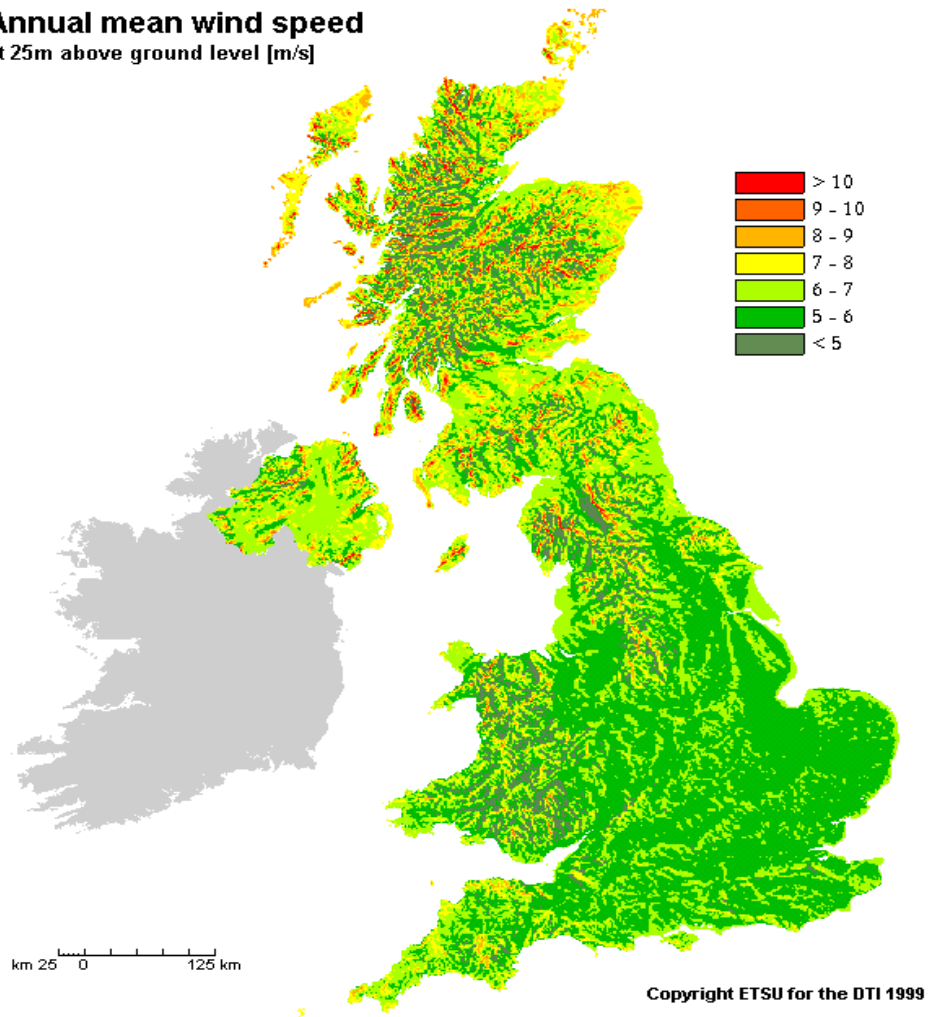 Annual mean wind speed
t 25m above ground level [m/s]
> 10
9 - 10
8 - 9
7 - 8
6 - 7
5 - 6
< 5
km 25 0 125 km
Copyright ETSU for the DTI 1999